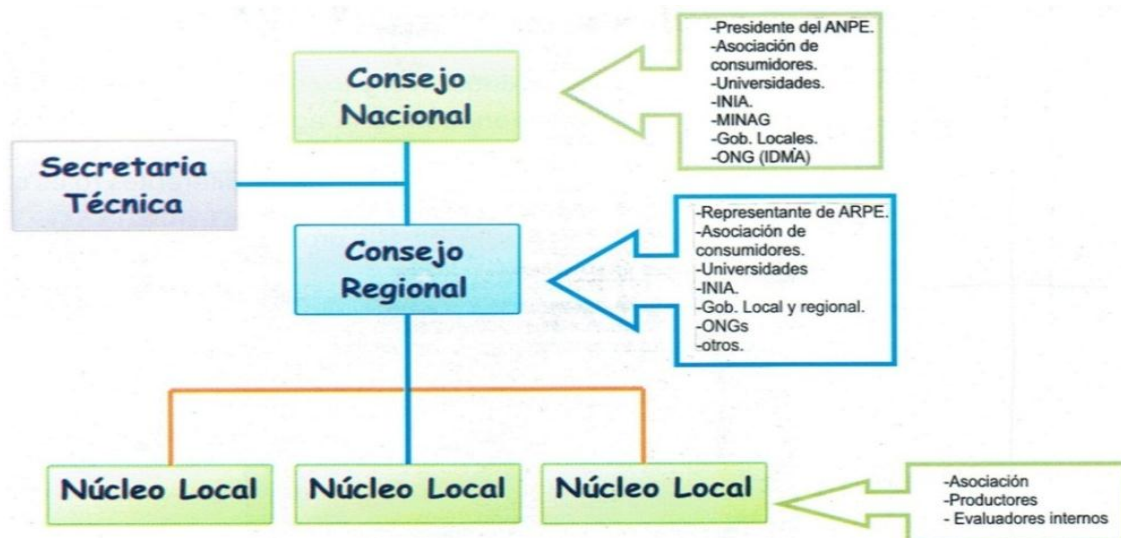 Consejo
Nacional
-Presidente del ANPE.
-Asociación de
consumidores.
-Universidades.
-INIA.
-MINAG
-Gob. Locales.
-ONG (IDMA)
Secretaria
Técnica
Consejo
Regional
-Representante de ARPE.
-Asociación de
consumidores.
-Universidades
-INIA.
-Gob. Local y regional.
-ONGs
-otros.
Núcleo Local
Núcleo Local
Núcleo Local
-Asociación
-Productores
- Evaluadores internos